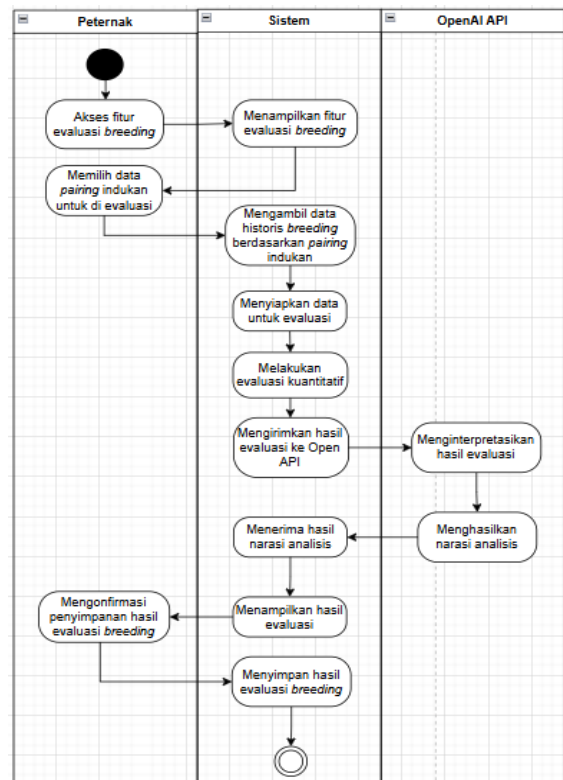 Peternak
Sistem
OpenAI API
Akses fitur
evaluasi breeding
Menampilkan fitur
evaluasi breeding
Memilih data
pairing indukan
untuk di evaluasi
Mengambil data
historis breeding
berdasarkan pairing
indukan
Menyiapkan data
untuk evaluasi
Melakukan
evaluasi kuantitatif
Mengirimkan hasil
evaluasi ke Open
API
Menginterpretasikan
hasil evaluasi
Menghasilkan
narasi analisis
Menerima hasil
narasi analisis
Menampilkan hasil
evaluasi
Mengonfirmasi
penyimpanan hasil
evaluasi breeding
Menyimpan hasil
evaluasi breeding